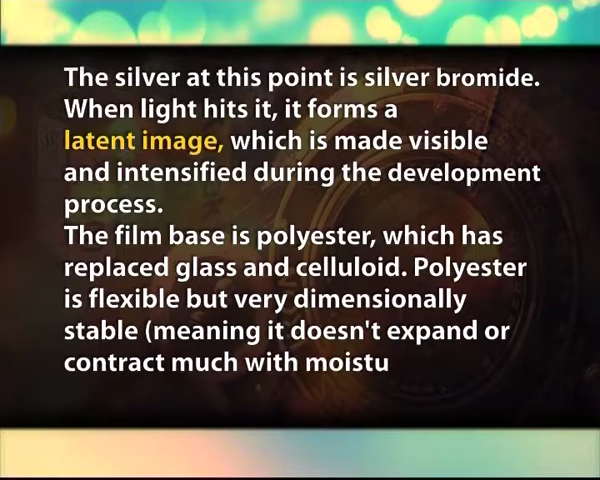 The silver at this point is silver bromide.
When light hits it, it forms a
latent image, which is made visible
and intensified during the development
process.
The film base is polyester, which has
replaced glass and celluloid. Polyester
is flexible but very dimensionally
stable (meaning it doesn't expand or
contract much with moistu